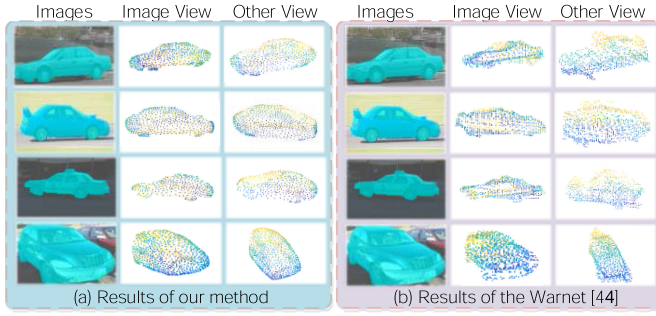 Images Image View Other View Images Image View Other View
(a) Results of our method (b) Results of the Warnet [44]